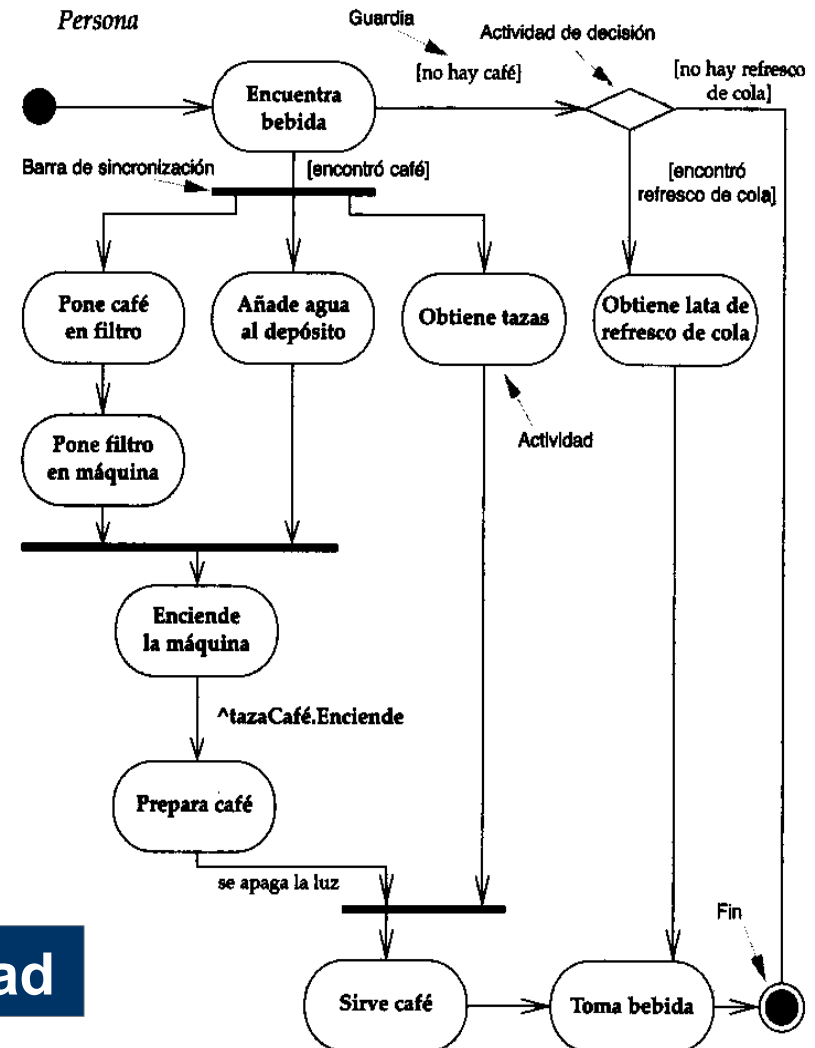 Persona
Guardia
Actividad de decisión
[no hay café]
[no hay refresco
de cola]
Encuentra
bebida
Barra de sincronización
[encontró café]
[encontró
refresco de cola]
Pone café
en filtro
Añade agua
al depósito
Obtiene tazas
Obtiene lata de
refresco de cola
Actividad
Pone filtro
en máquina
Enciende
la máquina
^tazaCafé.Enciende
Prepara café
se apaga la luz
Fin
ad
Sirve café
Toma bebida